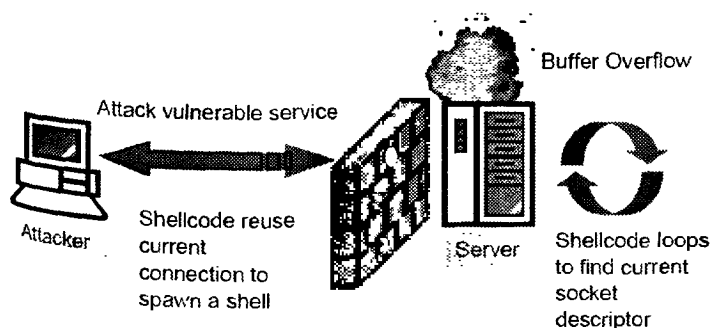 Buffer Overflow
Attack vulnerable service
Attacker
Shellcode reuse
current
connection to
spawn a shell
Server
Shellcode loops
to find current
socket
descriptor